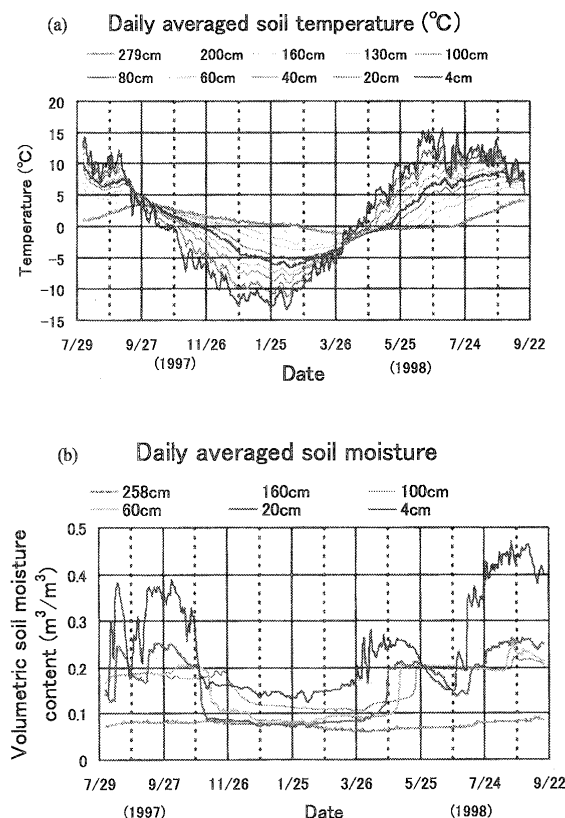 (a) Daily averaged soil temperature (℃)
279cm 200cm 160cm 130cm 100cm
80cm 60cm 40cm 20cm 4cm
Temperature (℃)
20
15
10
5
0
−5
−10
−15
7/29 9/27 11/26 1/25 3/26 5/25 7/24 9/22
(1997) (1998)
Date
(b) Daily averaged soil moisture
258cm 160cm 100cm
60cm 20cm 4cm
Volumetric soil moisture
content (m³/m³)
0.5
0.4
0.3
0.2
0.1
0
7/29 9/27 11/26 1/25 3/26 5/25 7/24 9/22
(1997) Date (1998)